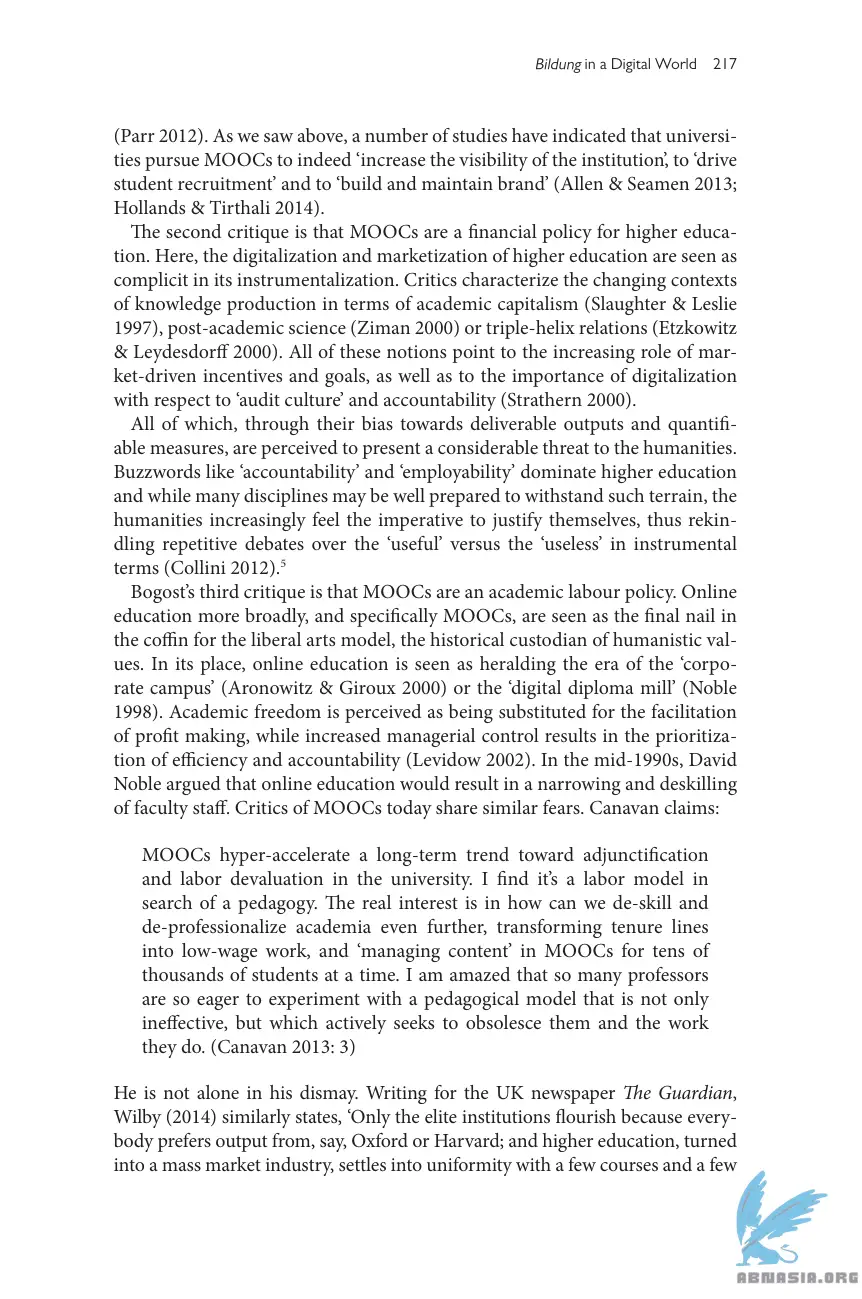 Bildung in a Digital World 217
(Parr 2012). As we saw above, a number of studies have indicated that universi-
ties pursue MOOCs to indeed ‘increase the visibility of the institution’, to ‘drive
student recruitment’ and to ‘build and maintain brand’ (Allen & Seamen 2013;
Hollands & Tirthali 2014).
The second critique is that MOOCs are a financial policy for higher educa-
tion. Here, the digitalization and marketization of higher education are seen as
complicit in its instrumentalization. Critics characterize the changing contexts
of knowledge production in terms of academic capitalism (Slaughter & Leslie
1997), post-academic science (Ziman 2000) or triple-helix relations (Etzkowitz
& Leydesdorff 2000). All of these notions point to the increasing role of mar-
ket-driven incentives and goals, as well as to the importance of digitalization
with respect to ‘audit culture’ and accountability (Strathern 2000).
All of which, through their bias towards deliverable outputs and quantifi-
able measures, are perceived to present a considerable threat to the humanities.
Buzzwords like ‘accountability’ and ‘employability’ dominate higher education
and while many disciplines may be well prepared to withstand such terrain, the
humanities increasingly feel the imperative to justify themselves, thus rekin-
dling repetitive debates over the ‘useful’ versus the ‘useless’ in instrumental
terms (Collini 2012).5
Bogost’s third critique is that MOOCs are an academic labour policy. Online
education more broadly, and specifically MOOCs, are seen as the final nail in
the coffin for the liberal arts model, the historical custodian of humanistic val-
ues. In its place, online education is seen as heralding the era of the ‘corpo-
rate campus’ (Aronowitz & Giroux 2000) or the ‘digital diploma mill’ (Noble
1998). Academic freedom is perceived as being substituted for the facilitation
of profit making, while increased managerial control results in the prioritiza-
tion of efficiency and accountability (Levidow 2002). In the mid-1990s, David
Noble argued that online education would result in a narrowing and deskilling
of faculty staff. Critics of MOOCs today share similar fears. Canavan claims:
MOOCs hyper-accelerate a long-term trend toward adjunctification
and labor devaluation in the university. I find it’s a labor model in
search of a pedagogy. The real interest is in how can we de-skill and
de-professionalize academia even further, transforming tenure lines
into low-wage work, and ‘managing content’ in MOOCs for tens of
thousands of students at a time. I am amazed that so many professors
are so eager to experiment with a pedagogical model that is not only
ineffective, but which actively seeks to obsolesce them and the work
they do. (Canavan 2013: 3)
He is not alone in his dismay. Writing for the UK newspaper The Guardian,
Wilby (2014) similarly states, ‘Only the elite institutions flourish because every-
body prefers output from, say, Oxford or Harvard; and higher education, turned
into a mass market industry, settles into uniformity with a few courses and a few
ABNASIA.ORG